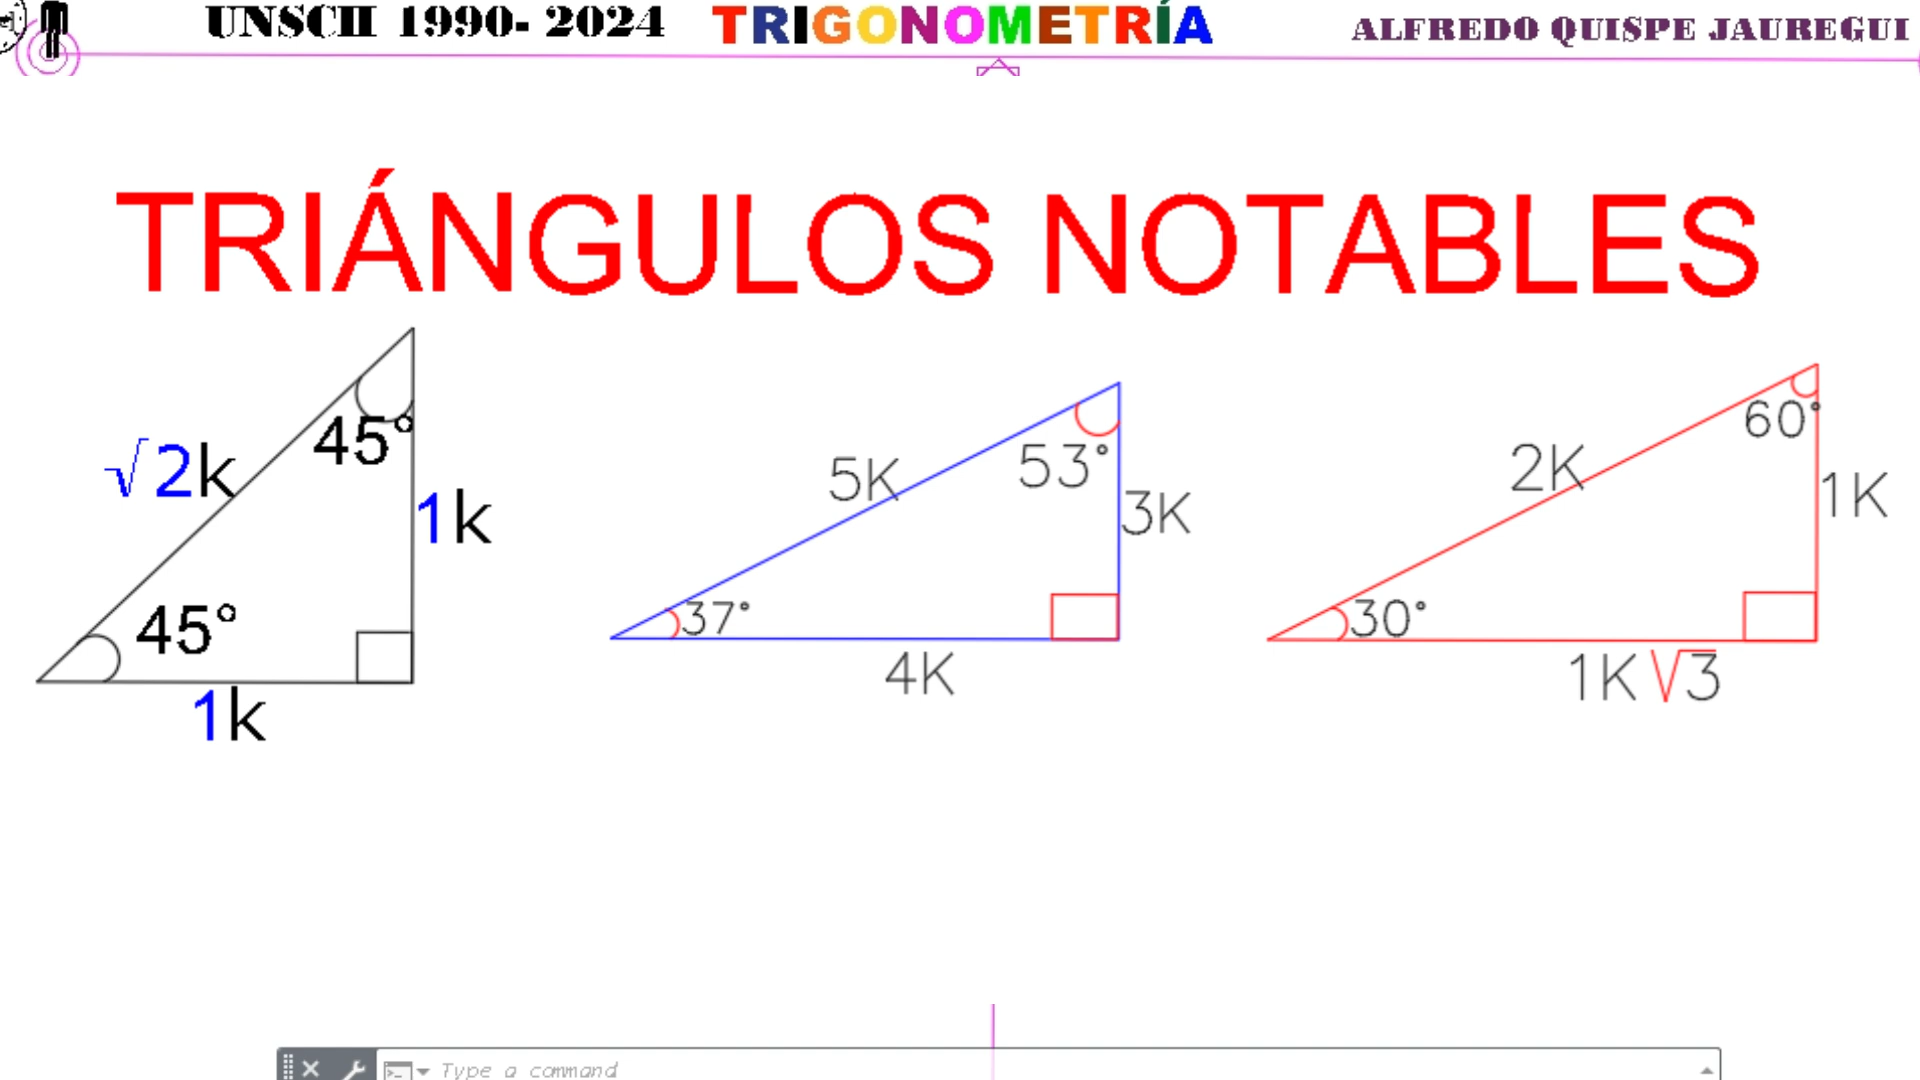 UNSCH 1990- 2024 TRIGONOMETRÍA ALFREDO QUISPE JAUREGUI
TRIÁNGULOS NOTABLES
45°
√2k
1k
45°
1k
53°
5K
3K
37°
4K
60°
2K
1K
30°
1K√3
Type a command